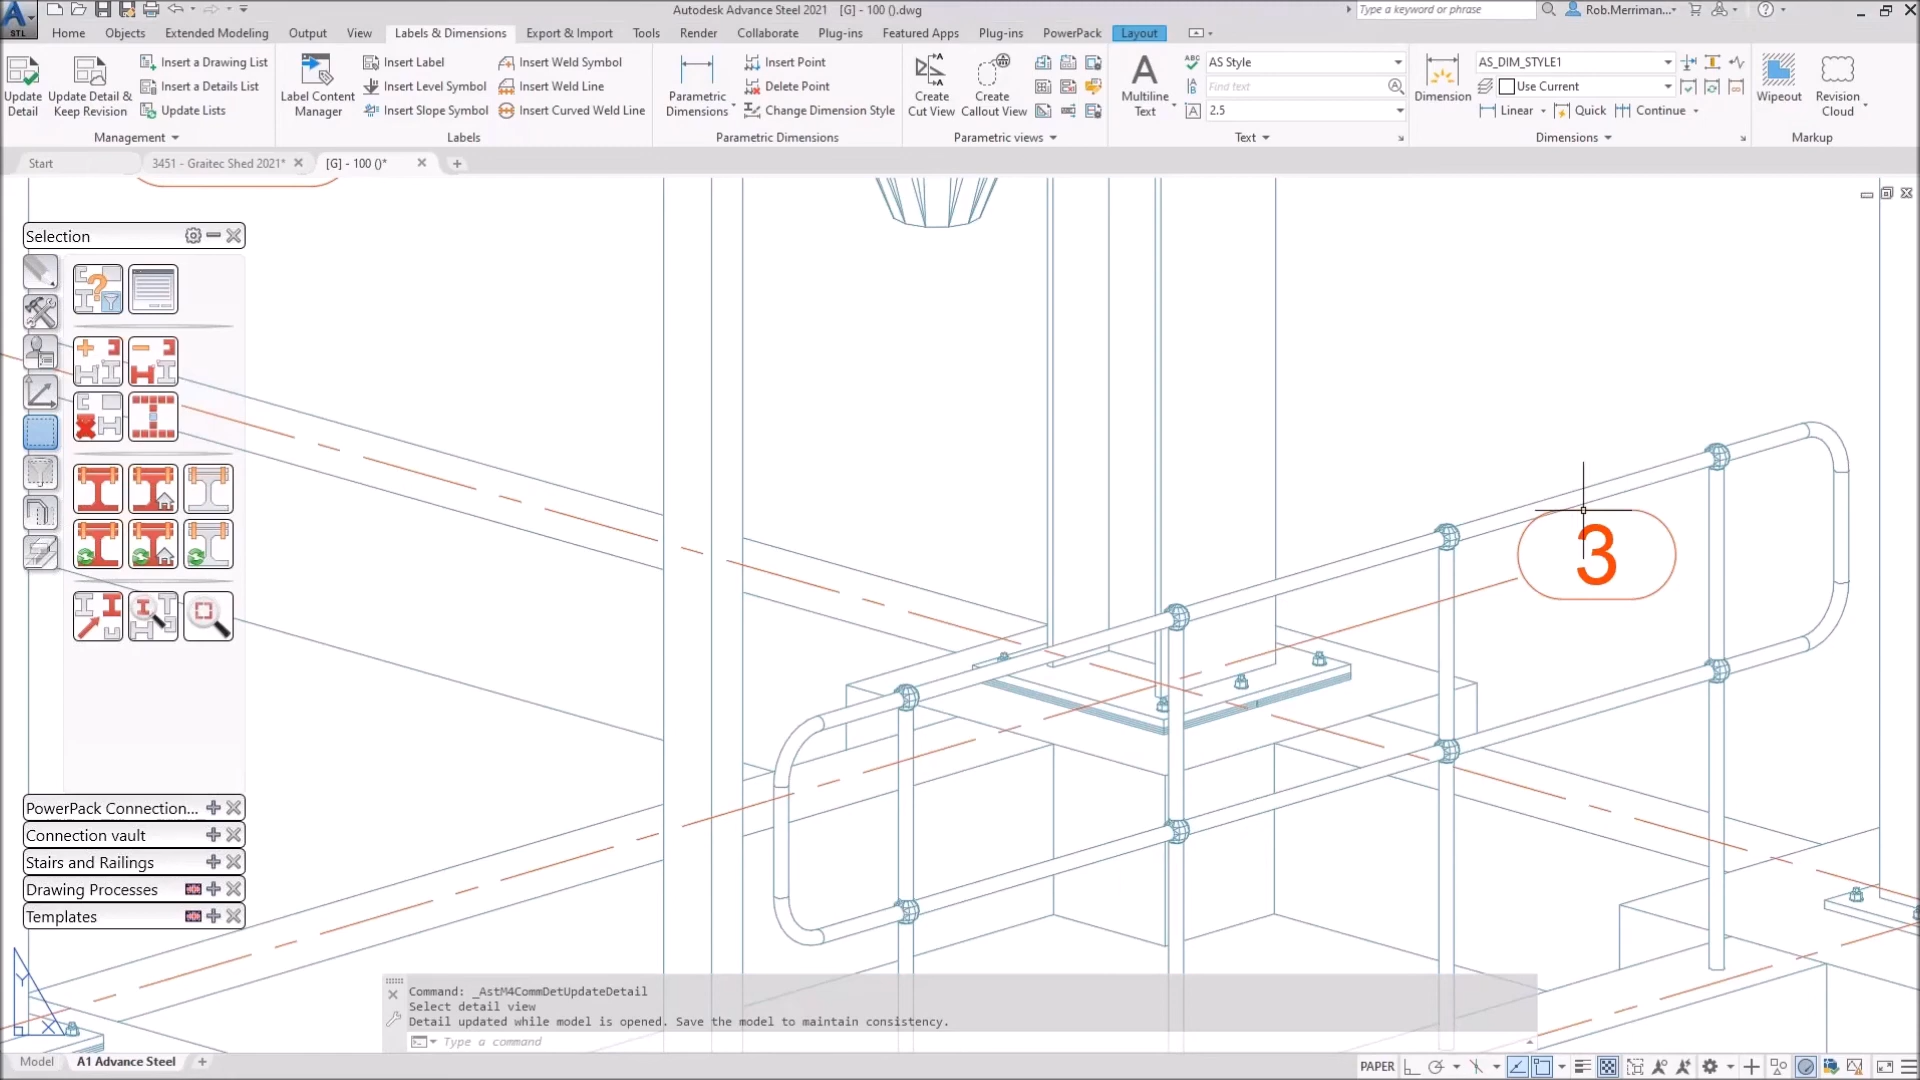 Autodesk Advance Steel 2021 [G] - 100 ().dwg
Type a keyword or phrase
Rob.Merriman...
STL
Home
Objects
Extended Modeling
Output
View
Labels & Dimensions
Export & Import
Tools
Render
Collaborate
Plug-ins
Featured Apps
Plug-ins
PowerPack
Layout
Update
Detail
Update Detail &
Keep Revision
Insert a Drawing List
Insert a Details List
Update Lists
Management
Label Content
Manager
Insert Label
Insert Level Symbol
Insert Slope Symbol
Insert Weld Symbol
Insert Weld Line
Insert Curved Weld Line
Labels
Parametric
Dimensions
Insert Point
Delete Point
Change Dimension Style
Parametric Dimensions
Create
Cut View
Create
Callout View
Parametric views
Multiline
Text
ABC
AS Style
Find text
2.5
Text
Dimension
AS_DIM_STYLE1
Use Current
Linear
Quick
Continue
Dimensions
Wipeout
Revision
Cloud
Markup
Start
3451 - Graitec Shed 2021*
[G] - 100 ()*
Selection
PowerPack Connection...
Connection vault
Stairs and Railings
Drawing Processes
Templates
3
Y
X
Command: _AstM4CommDetUpdateDetail
Select detail view
Detail updated while model is opened. Save the model to maintain consistency.
Type a command
Model
A1 Advance Steel
PAPER